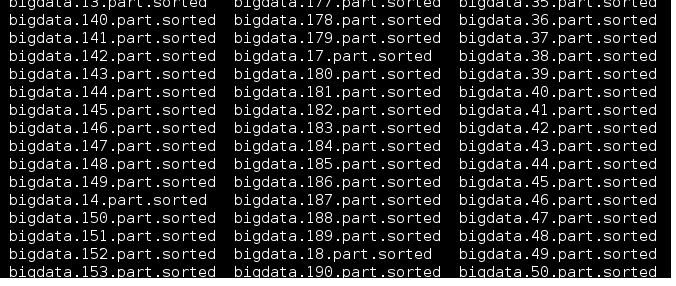 bigdata.13.part.sorted bigdata.177.part.sorted bigdata.35.part.sorted
bigdata.140.part.sorted bigdata.178.part.sorted bigdata.36.part.sorted
bigdata.141.part.sorted bigdata.179.part.sorted bigdata.37.part.sorted
bigdata.142.part.sorted bigdata.17.part.sorted bigdata.38.part.sorted
bigdata.143.part.sorted bigdata.180.part.sorted bigdata.39.part.sorted
bigdata.144.part.sorted bigdata.181.part.sorted bigdata.40.part.sorted
bigdata.145.part.sorted bigdata.182.part.sorted bigdata.41.part.sorted
bigdata.146.part.sorted bigdata.183.part.sorted bigdata.42.part.sorted
bigdata.147.part.sorted bigdata.184.part.sorted bigdata.43.part.sorted
bigdata.148.part.sorted bigdata.185.part.sorted bigdata.44.part.sorted
bigdata.149.part.sorted bigdata.186.part.sorted bigdata.45.part.sorted
bigdata.14.part.sorted bigdata.187.part.sorted bigdata.46.part.sorted
bigdata.150.part.sorted bigdata.188.part.sorted bigdata.47.part.sorted
bigdata.151.part.sorted bigdata.189.part.sorted bigdata.48.part.sorted
bigdata.152.part.sorted bigdata.18.part.sorted bigdata.49.part.sorted
bigdata.153.part.sorted bigdata.190.part.sorted bigdata.50.part.sorted